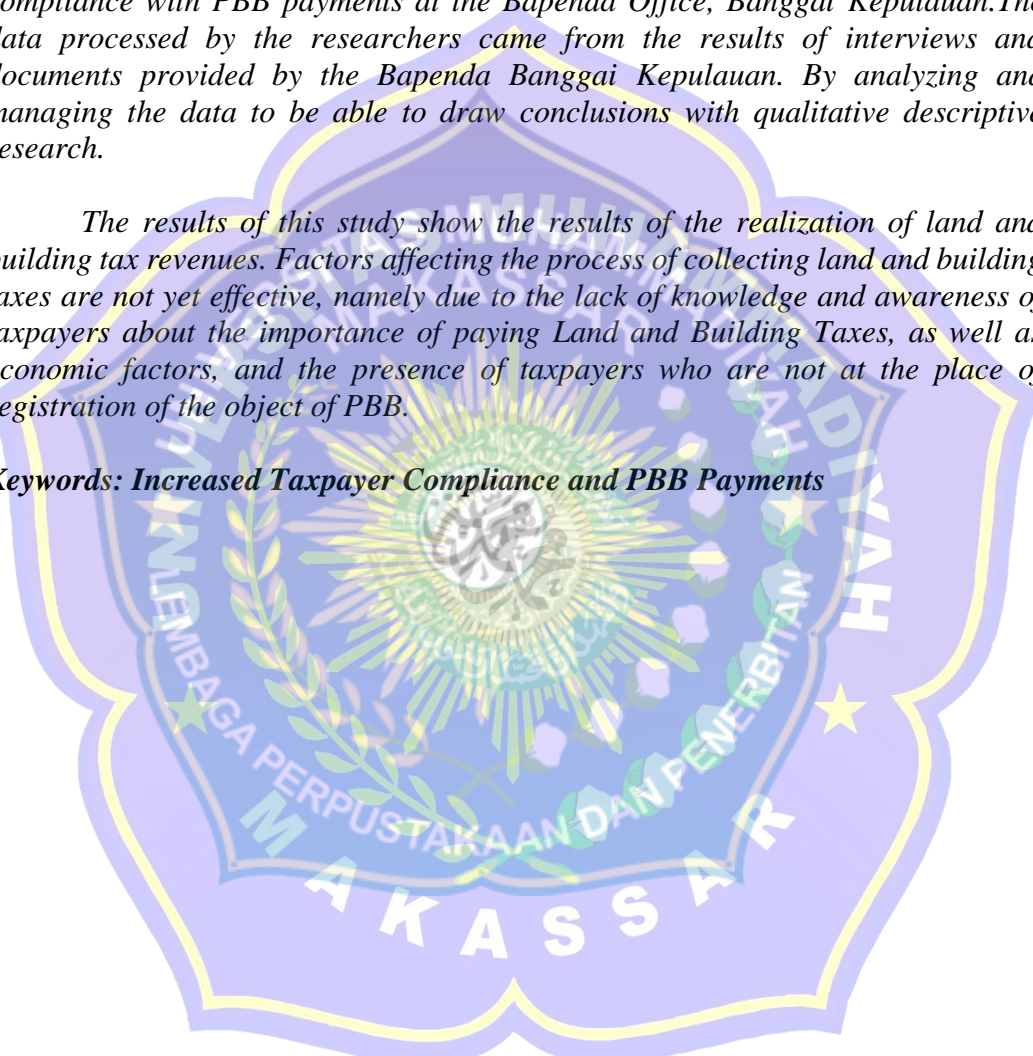 compliance with PBB payments at the Bapenda Office, Banggai Kepulauan.The
data processed by the researchers came from the results of interviews and
documents provided by the Bapenda Banggai Kepulauan. By analyzing and
managing the data to be able to draw conclusions with qualitative descriptive
research.
The results of this study show the results of the realization of land and
building tax revenues. Factors affecting the process of collecting land and building
taxes are not yet effective, namely due to the lack of knowledge and awareness of
taxpayers about the importance of paying Land and Building Taxes, as well as
economic factors, and the presence of taxpayers who are not at the place of
registration of the object of PBB.
Keywords: Increased Taxpayer Compliance and PBB Payments
UNIVERSITAS MUHAMMADIYAH
MAKASSAR
UNIVERSITAS MUHAMMADIYAH
LEMBAGA PERPUSTAKAAN DAN PENERBITAN
MAKASSAR